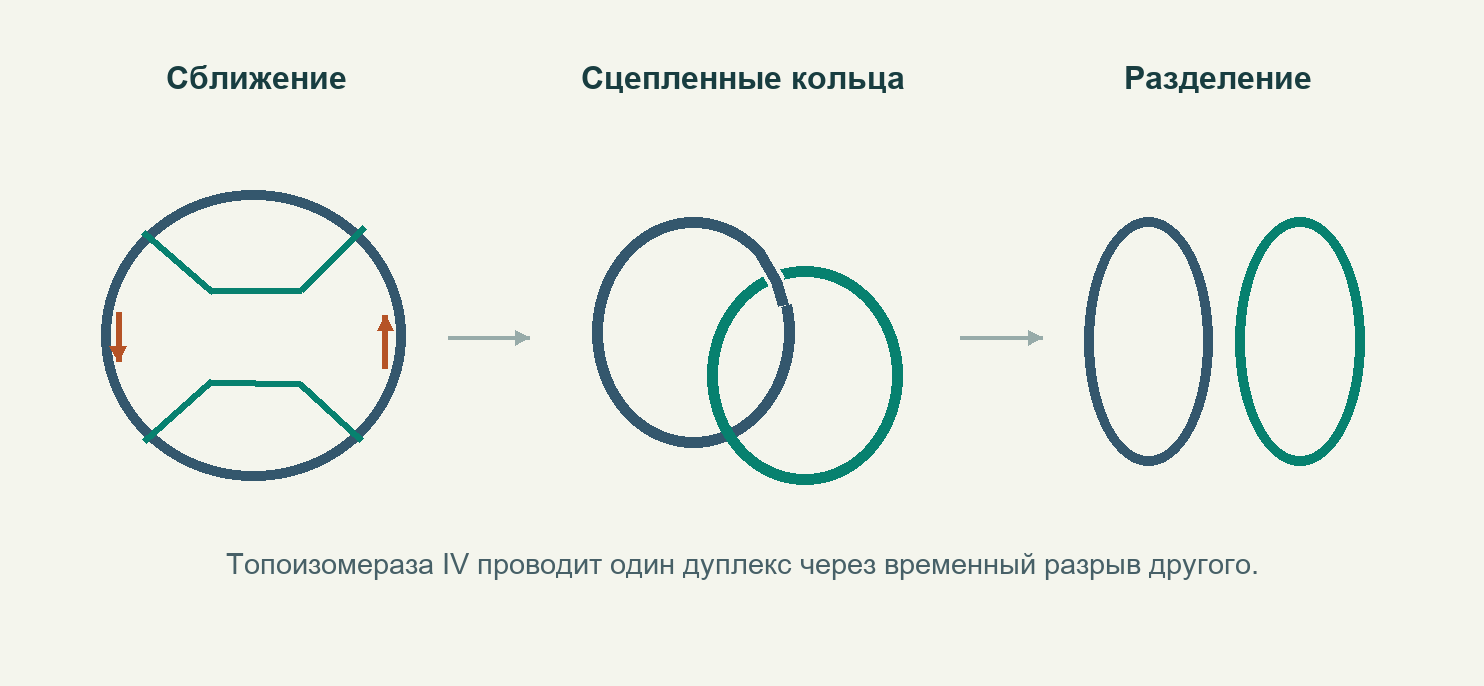 Сближение
Сцепленные кольца
Разделение
Топоизомераза IV проводит один дуплекс через временный разрыв другого.